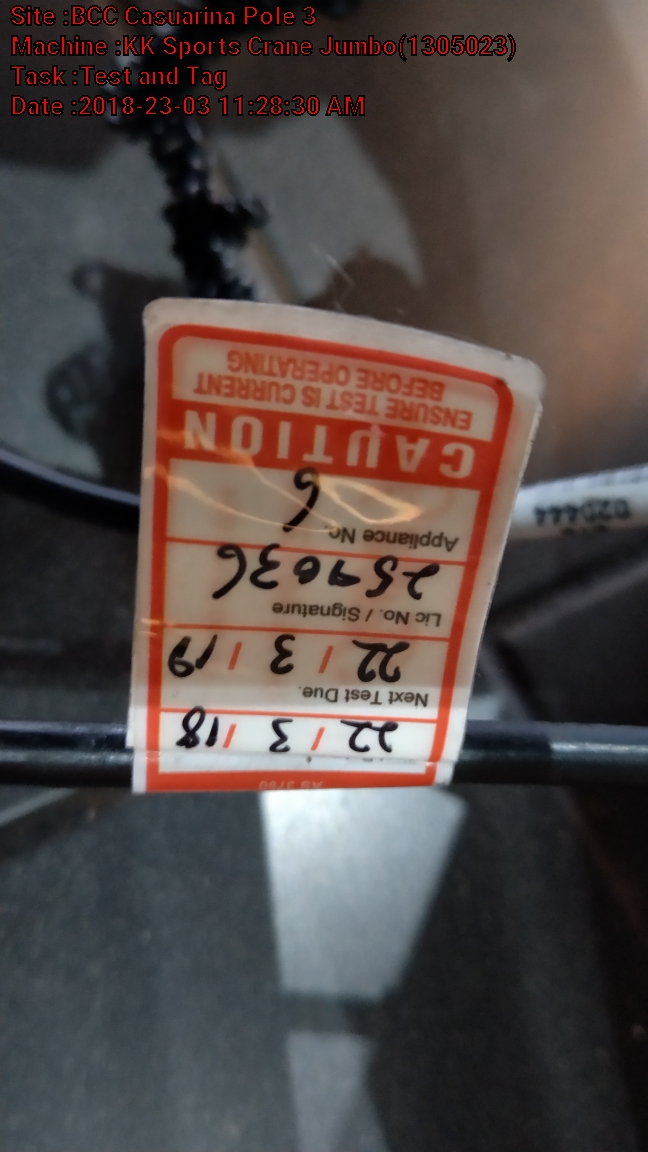 Site :BCC Casuarina Pole 3
Machine :KK Sports Crane Jumbo(1305023)
Task :Test and Tag
Date :2018-23-03 11:28:30 AM
22 / 3 / 18
Next Test Due.
22 / 3 / 19
Lic No. / Signature
259036
Appliance No.
6
CAUTION
ENSURE TEST IS CURRENT
BEFORE OPERATING
020444